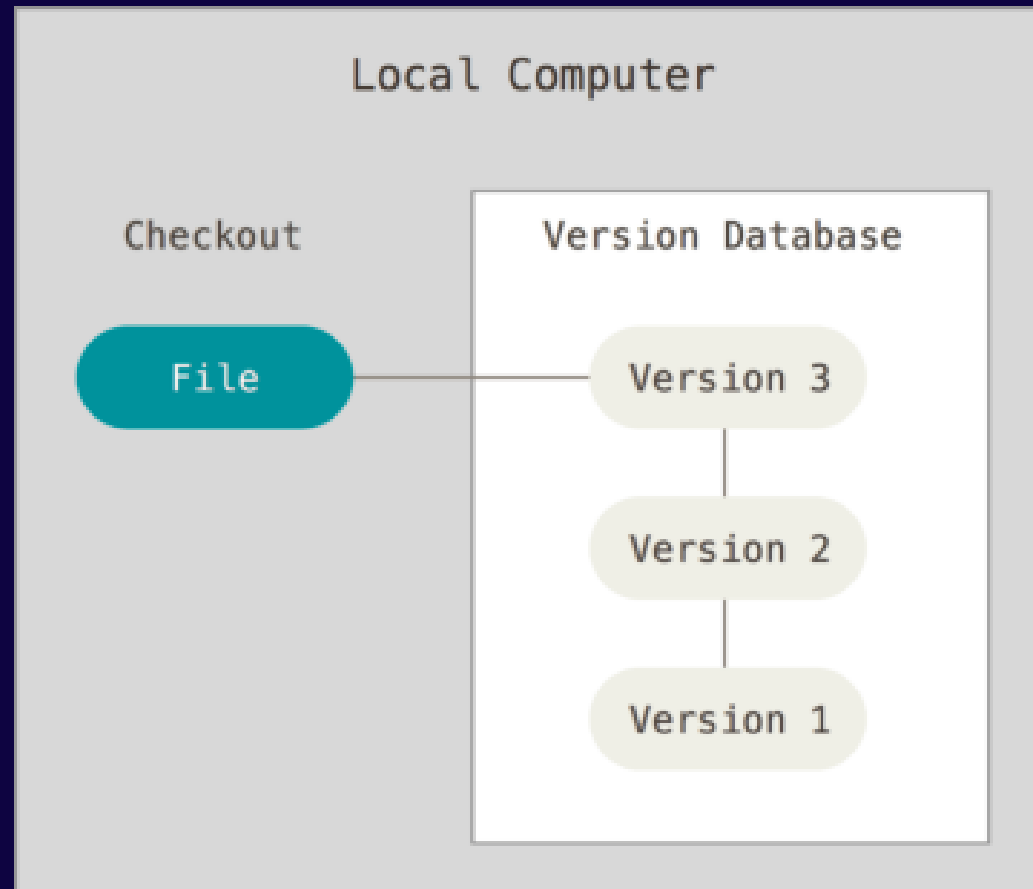 Local Computer
Checkout
Version Database
File
Version 3
Version 2
Version 1